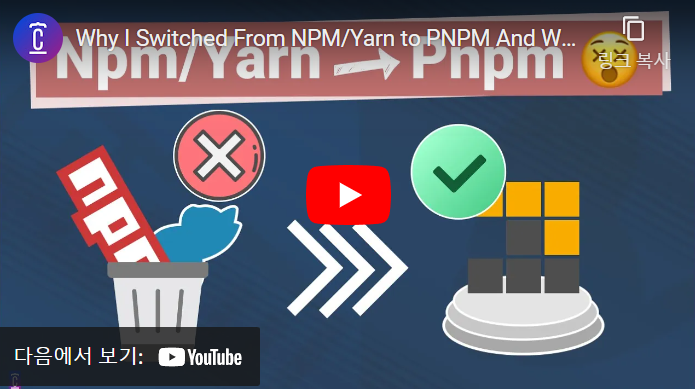 Why I Switched From NPM/Yarn to PNPM And W...
Npm/Yarn Pnpm
링크 복사
npm
다음에서 보기: YouTube